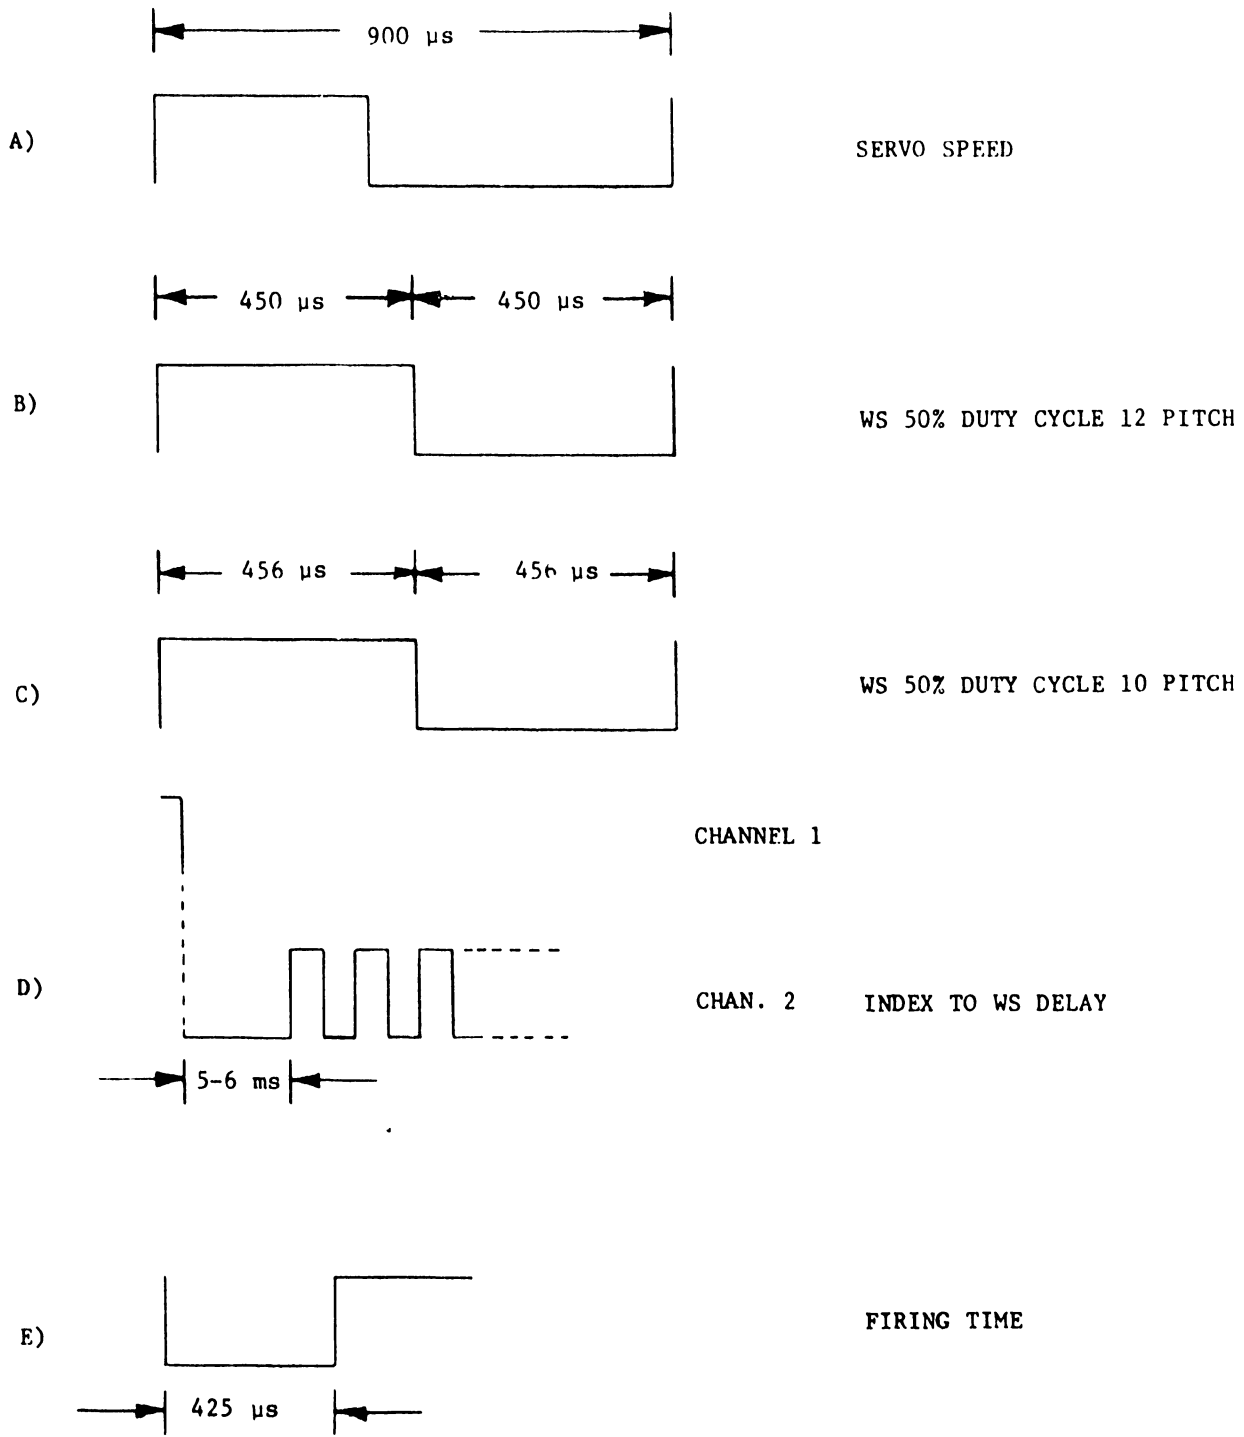 900 µs
A) SERVO SPEED
450 µs 450 µs
B) WS 50% DUTY CYCLE 12 PITCH
456 µs 456 µs
C) WS 50% DUTY CYCLE 10 PITCH
CHANNEL 1
D) CHAN. 2 INDEX TO WS DELAY
5-6 ms
E) FIRING TIME
425 µs